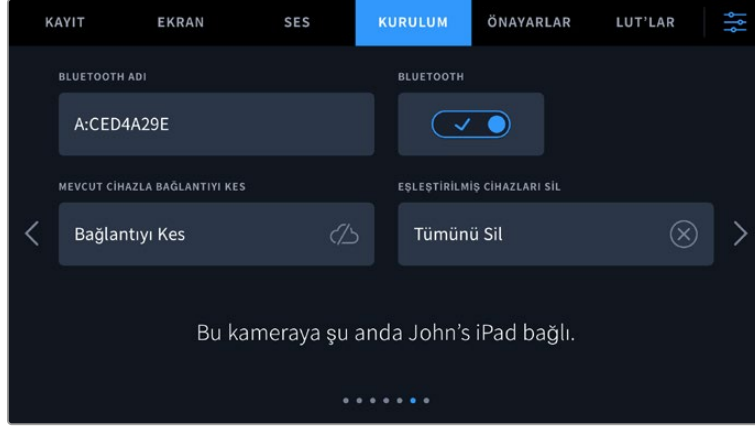 KAYIT EKRAN SES KURULUM ÖNAYARLAR LUT'LAR
BLUETOOTH ADI BLUETOOTH
A:CED4A29E
MEVCUT CİHAZLA BAĞLANTIYI KES EŞLEŞTİRİLMİŞ CİHAZLARI SİL
Bağlantıyı Kes Tümünü Sil
Bu kameraya şu anda John's iPad bağlı.